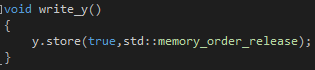 void write_y()
{
y.store(true,std::memory_order_release);
}